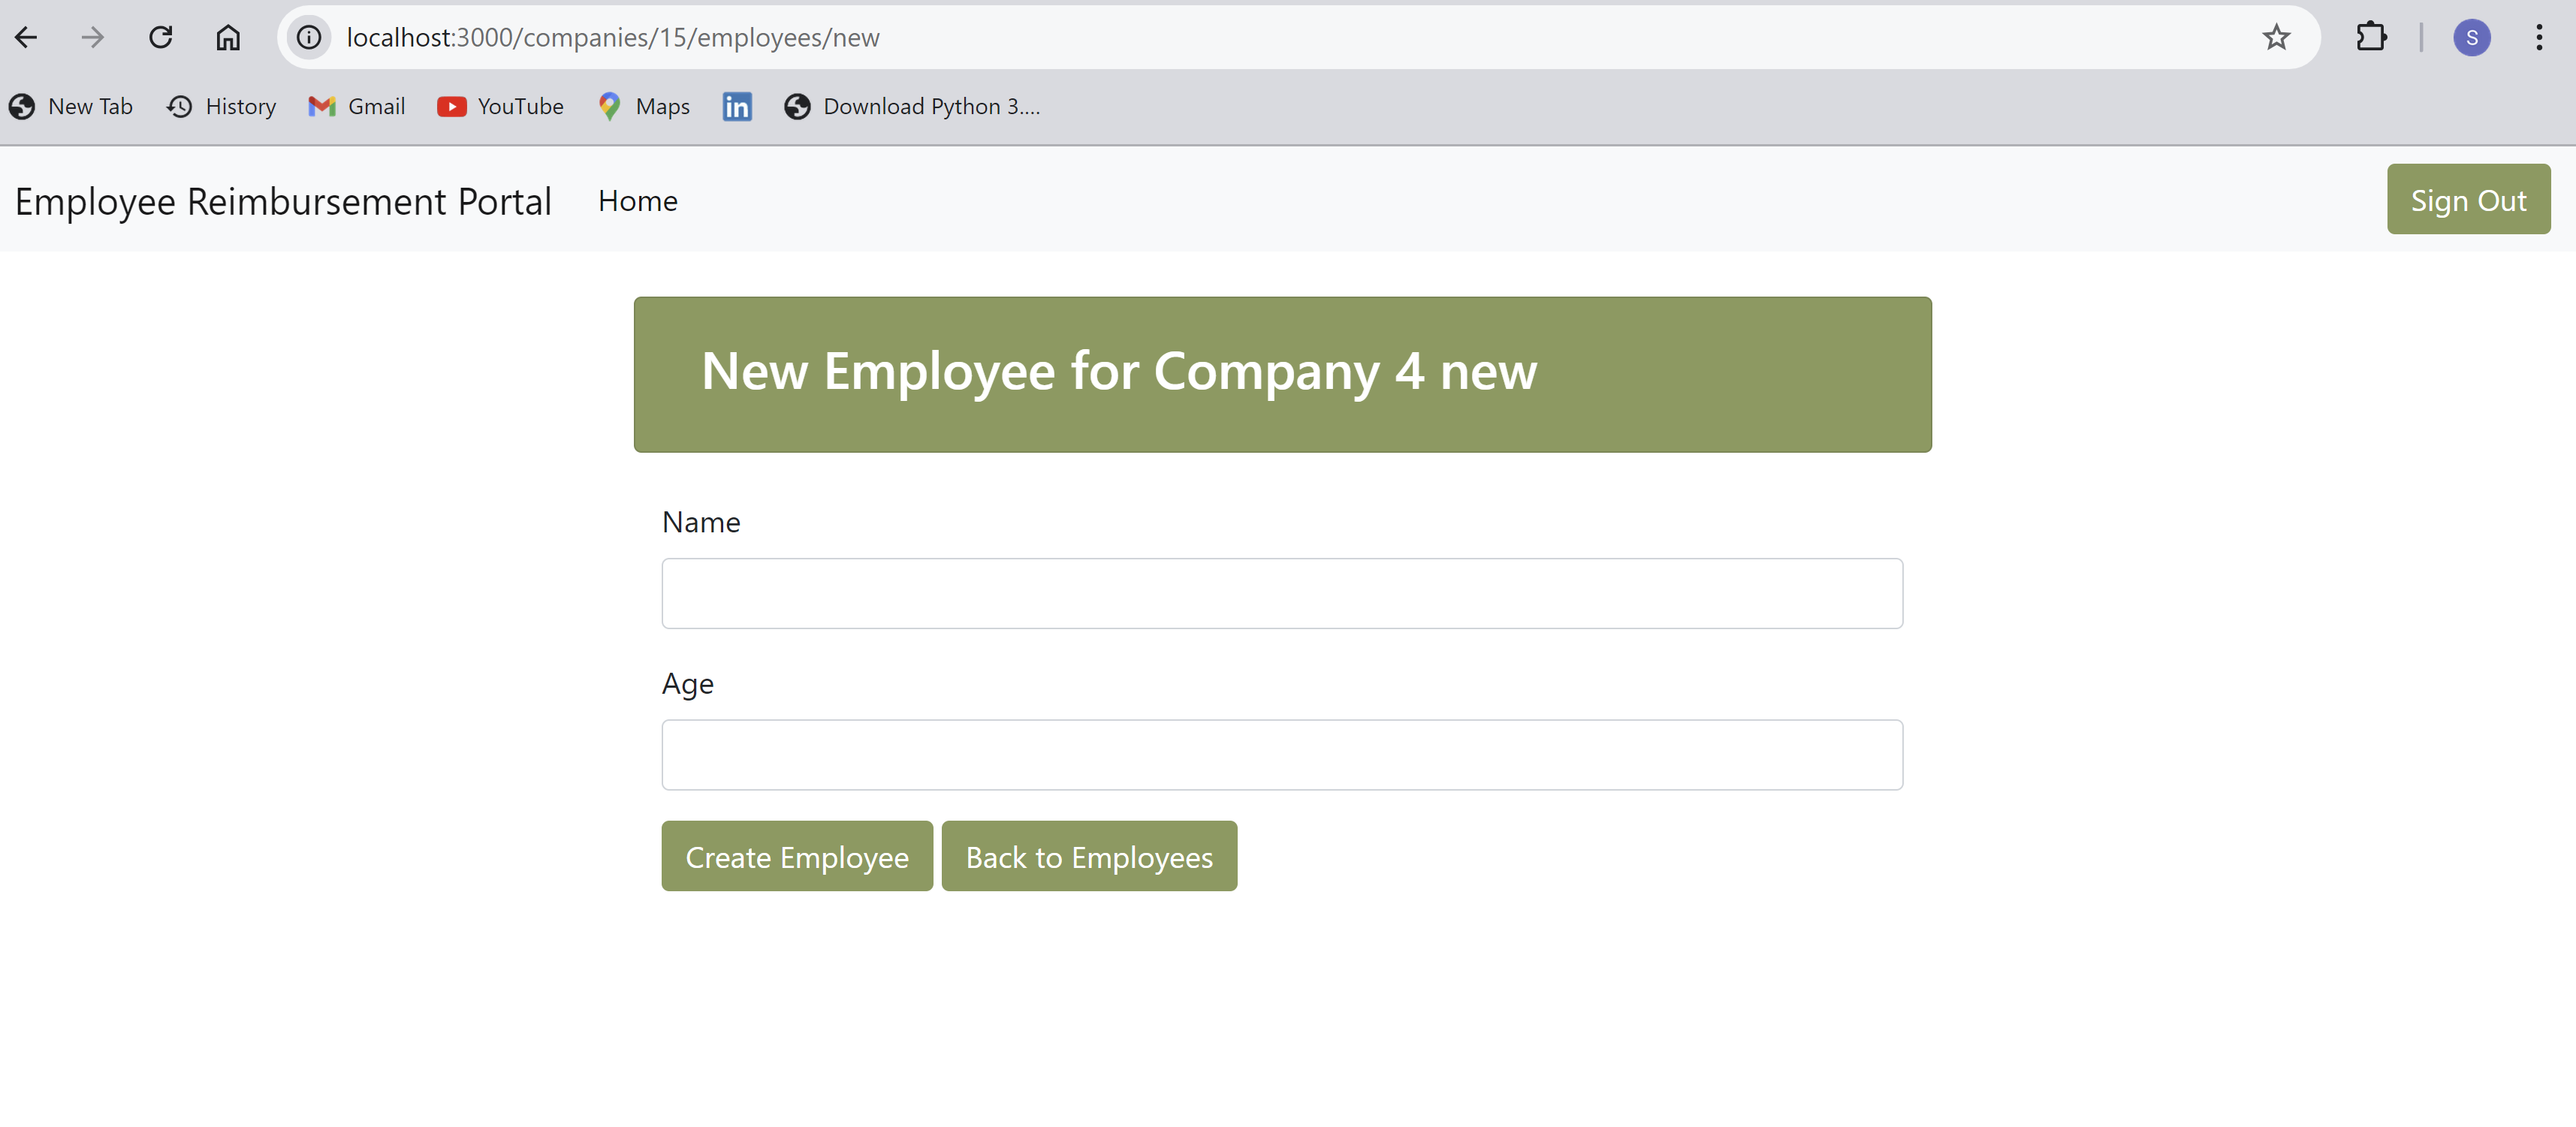 localhost:3000/companies/15/employees/new
S
New Tab History Gmail YouTube Maps in Download Python 3....
Employee Reimbursement Portal Home Sign Out
New Employee for Company 4 new
Name
Age
Create Employee Back to Employees